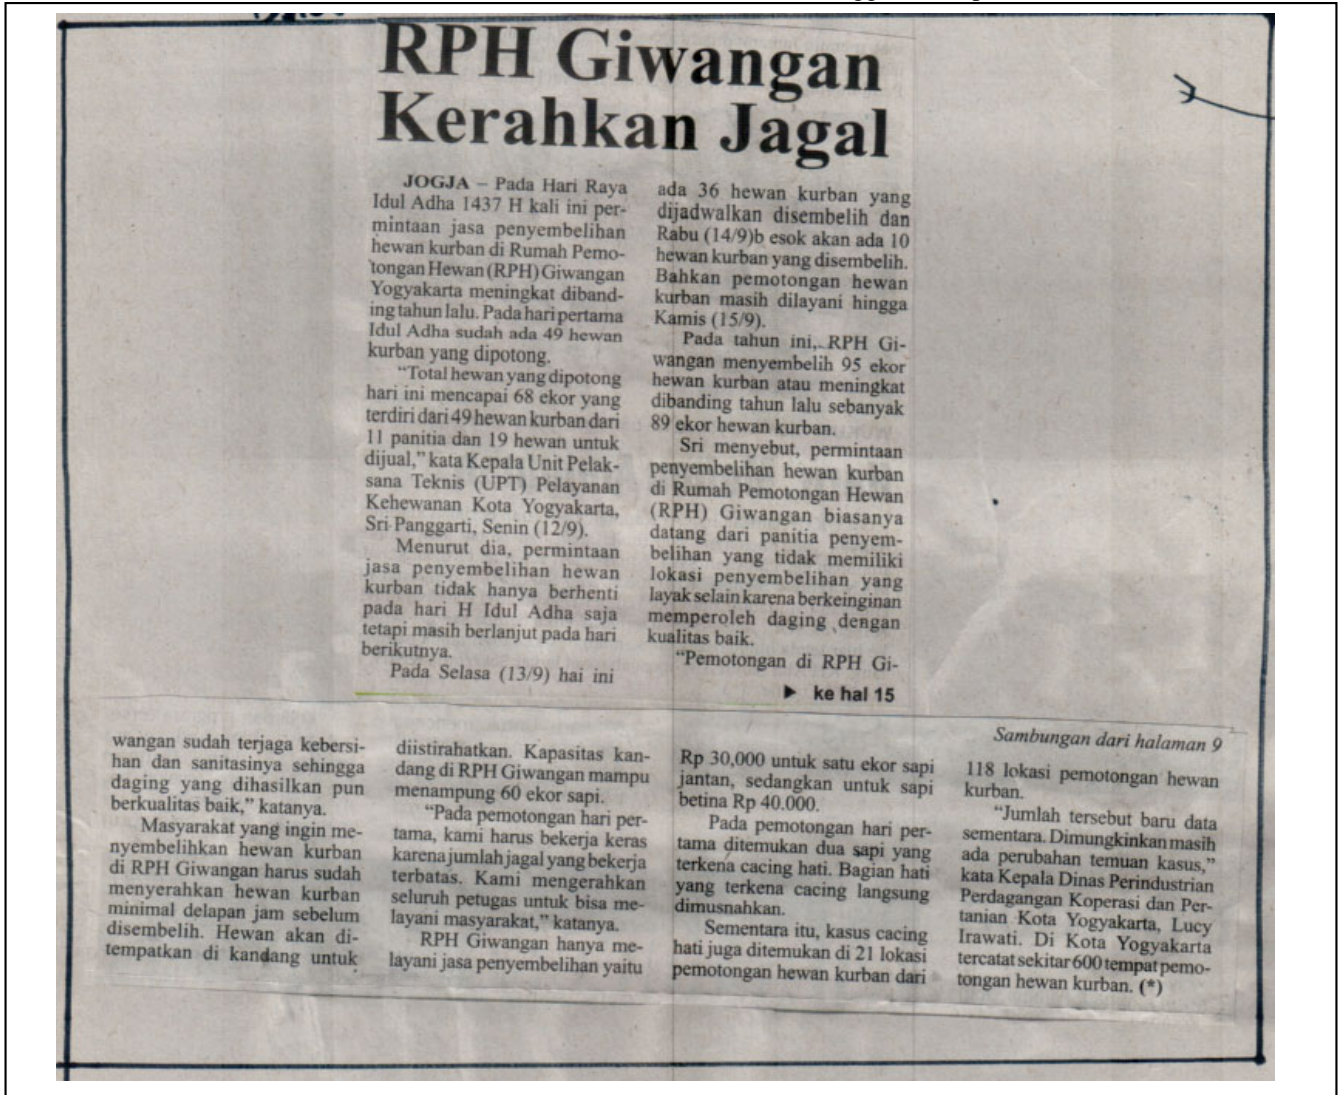 RPH Giwangan
Kerahkan Jagal
JOGJA – Pada Hari Raya
Idul Adha 1437 H kali ini per-
mintaan jasa penyembelihan
hewan kurban di Rumah Pemo-
tongan Hewan (RPH) Giwangan
Yogyakarta meningkat diband-
ing tahun lalu. Pada hari pertama
Idul Adha sudah ada 49 hewan
kurban yang dipotong.
“Total hewan yang dipotong
hari ini mencapai 68 ekor yang
terdiri dari 49 hewan kurban dari
11 panitia dan 19 hewan untuk
dijual,” kata Kepala Unit Pelak-
sana Teknis (UPT) Pelayanan
Kehewanan Kota Yogyakarta,
Sri Panggarti, Senin (12/9).
Menurut dia, permintaan
jasa penyembelihan hewan
kurban tidak hanya berhenti
pada hari H Idul Adha saja
tetapi masih berlanjut pada hari
berikutnya.
Pada Selasa (13/9) hai ini
ada 36 hewan kurban yang
dijadwalkan disembelih dan
Rabu (14/9)b esok akan ada 10
hewan kurban yang disembelih.
Bahkan pemotongan hewan
kurban masih dilayani hingga
Kamis (15/9).
Pada tahun ini, RPH Gi-
wangan menyembelih 95 ekor
hewan kurban atau meningkat
dibanding tahun lalu sebanyak
89 ekor hewan kurban.
Sri menyebut, permintaan
penyembelihan hewan kurban
di Rumah Pemotongan Hewan
(RPH) Giwangan biasanya
datang dari panitia penyem-
belihan yang tidak memiliki
lokasi penyembelihan yang
layak selain karena berkeinginan
memperoleh daging dengan
kualitas baik.
“Pemotongan di RPH Gi-
▶ ke hal 15
Sambungan dari halaman 9
wangan sudah terjaga kebersi-
han dan sanitasinya sehingga
daging yang dihasilkan pun
berkualitas baik,” katanya.
Masyarakat yang ingin me-
nyembelihkan hewan kurban
di RPH Giwangan harus sudah
menyerahkan hewan kurban
minimal delapan jam sebelum
disembelih. Hewan akan di-
tempatkan di kandang untuk
diistirahatkan. Kapasitas kan-
dang di RPH Giwangan mampu
menampung 60 ekor sapi.
“Pada pemotongan hari per-
tama, kami harus bekerja keras
karena jumlah jagal yang bekerja
terbatas. Kami mengerahkan
seluruh petugas untuk bisa me-
layani masyarakat,” katanya.
RPH Giwangan hanya me-
layani jasa penyembelihan yaitu
Rp 30,000 untuk satu ekor sapi
jantan, sedangkan untuk sapi
betina Rp 40.000.
Pada pemotongan hari per-
tama ditemukan dua sapi yang
terkena cacing hati. Bagian hati
yang terkena cacing langsung
dimusnahkan.
Sementara itu, kasus cacing
hati juga ditemukan di 21 lokasi
pemotongan hewan kurban dari
118 lokasi pemotongan hewan
kurban.
“Jumlah tersebut baru data
sementara. Dimungkinkan masih
ada perubahan temuan kasus,”
kata Kepala Dinas Perindustrian
Perdagangan Koperasi dan Per-
tanian Kota Yogyakarta, Lucy
Irawati. Di Kota Yogyakarta
tercatat sekitar 600 tempat pemo-
tongan hewan kurban. (*)